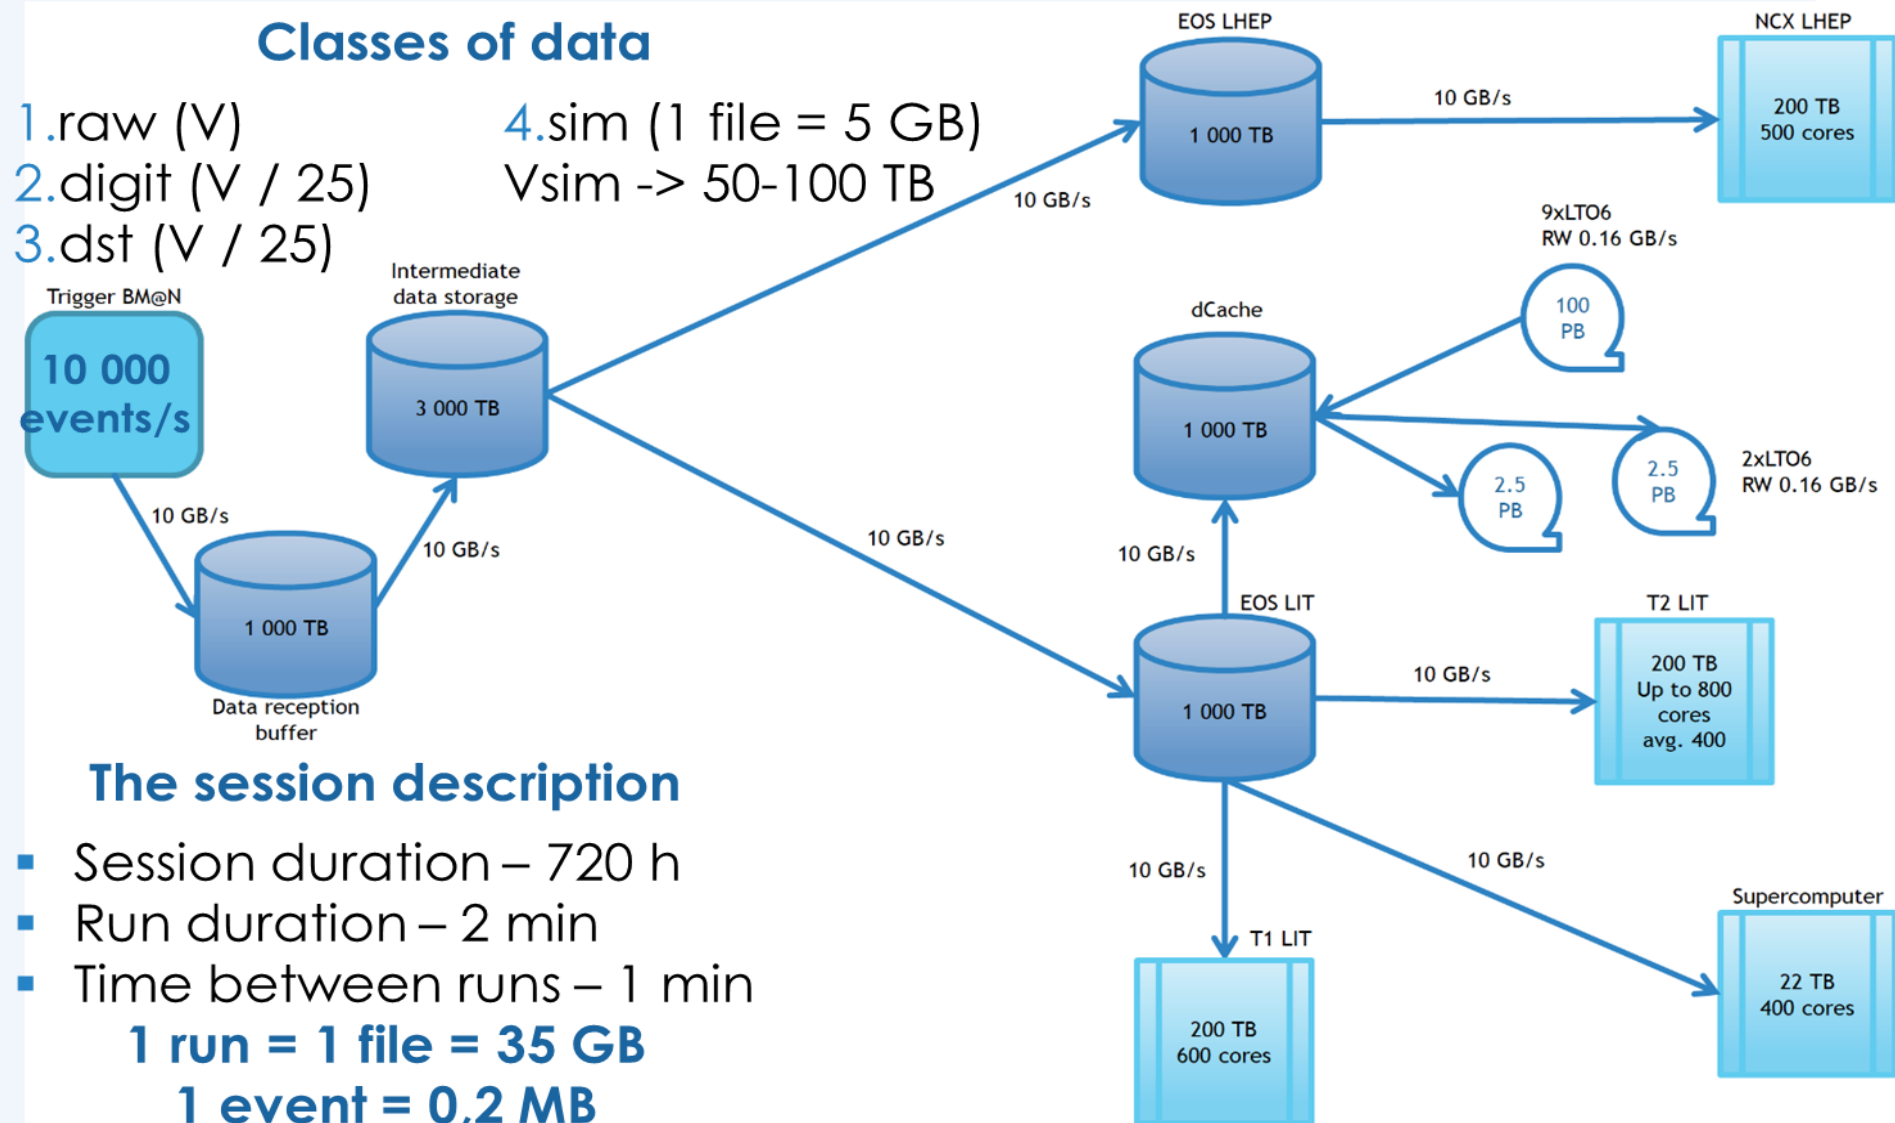 Classes of data
1.raw (V)
2.digit (V / 25)
3.dst (V / 25)
4.sim (1 file = 5 GB)
Vsim -> 50-100 TB
Trigger BM@N
10 000
events/s
10 GB/s
1 000 TB
Data reception
buffer
10 GB/s
Intermediate
data storage
3 000 TB
10 GB/s
EOS LHEP
1 000 TB
10 GB/s
NCX LHEP
200 TB
500 cores
9xLTO6
RW 0.16 GB/s
100
PB
dCache
1 000 TB
2.5
PB
2.5
PB
2xLTO6
RW 0.16 GB/s
10 GB/s
10 GB/s
EOS LIT
1 000 TB
10 GB/s
T2 LIT
200 TB
Up to 800
cores
avg. 400
10 GB/s
T1 LIT
200 TB
600 cores
10 GB/s
Supercomputer
22 TB
400 cores
The session description
▪ Session duration – 720 h
▪ Run duration – 2 min
▪ Time between runs – 1 min
1 run = 1 file = 35 GB
1 event = 0,2 MB